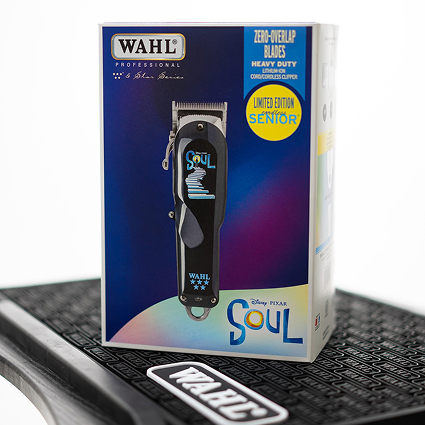 WAHL
PROFESSIONAL
5 Star Series
ZERO-OVERLAP
BLADES
HEAVY DUTY
LITHIUM-ION
CORD/CORDLESS CLIPPER
LIMITED EDITION
cordless
SENIOR
SOUL
WAHL
Disney PIXAR
SOUL
WAHL